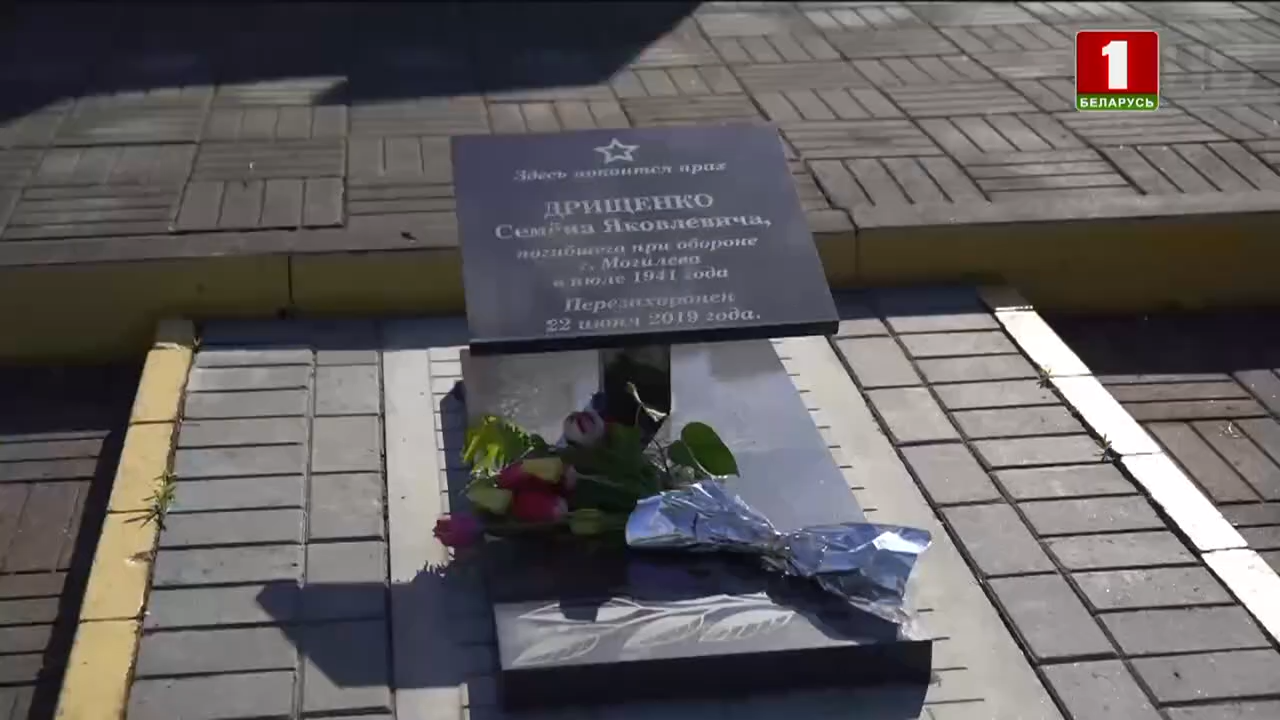 1
БЕЛАРУСЬ
Здесь покоится прах
ДРИЩЕНКО
Семёна Яковлевича,
погибшего при обороне
г. Могилева
в июле 1941 года
Перезахоронен
22 июня 2019 года.